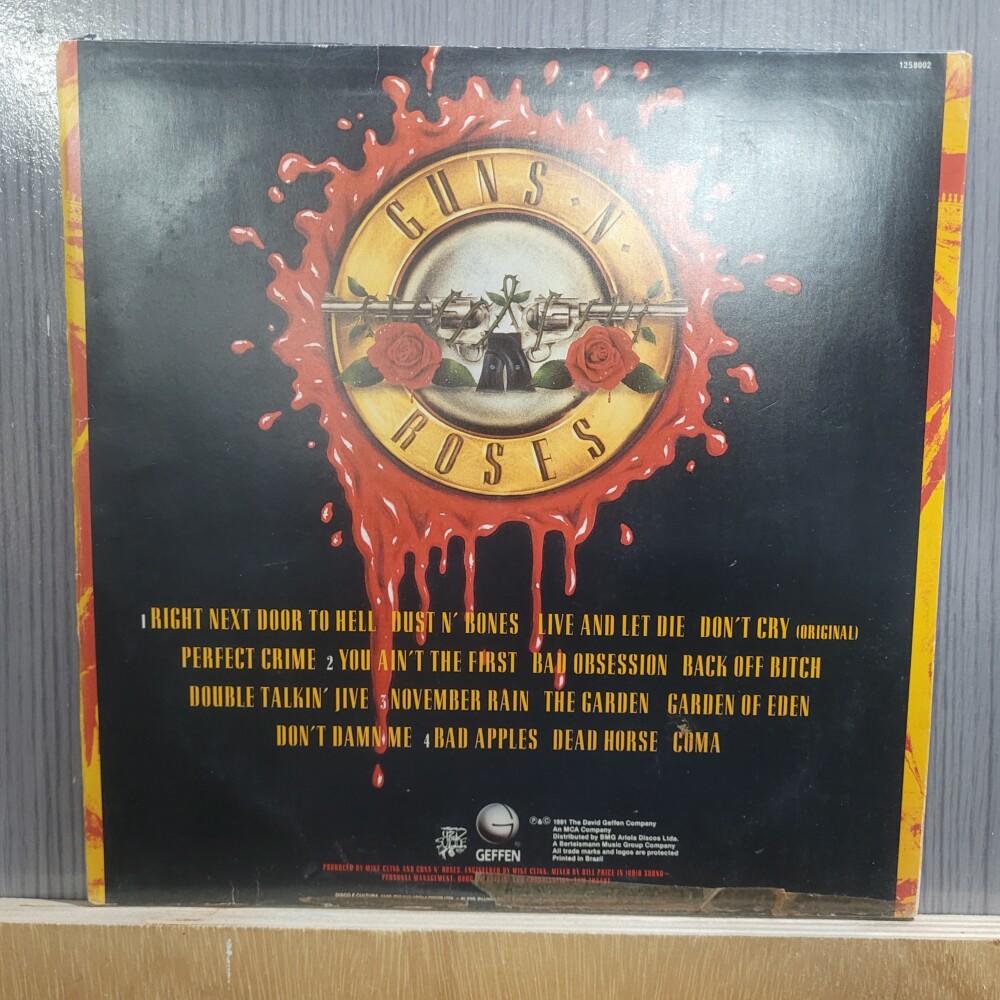 1258002
GUNS N'
ROSES
1 RIGHT NEXT DOOR TO HELL DUST N' BONES LIVE AND LET DIE DON'T CRY (ORIGINAL)
PERFECT CRIME 2 YOU AIN'T THE FIRST BAD OBSESSION BACK OFF BITCH
DOUBLE TALKIN' JIVE 3 NOVEMBER RAIN THE GARDEN GARDEN OF EDEN
DON'T DAMN ME 4 BAD APPLES DEAD HORSE COMA
GEFFEN
®
℗&© 1991 The David Geffen Company
An MCA Company
Distributed by BMG Ariola Discos Ltda.
A Bertelsmann Music Group Company
All trade marks and logos are protected
Printed in Brazil
PRODUCED BY MIKE CLINK AND GUNS N' ROSES. ENGINEERED BY MIKE CLINK. MIXED BY BILL PRICE
PERSONAL MANAGEMENT.
DISCO É CULTURA